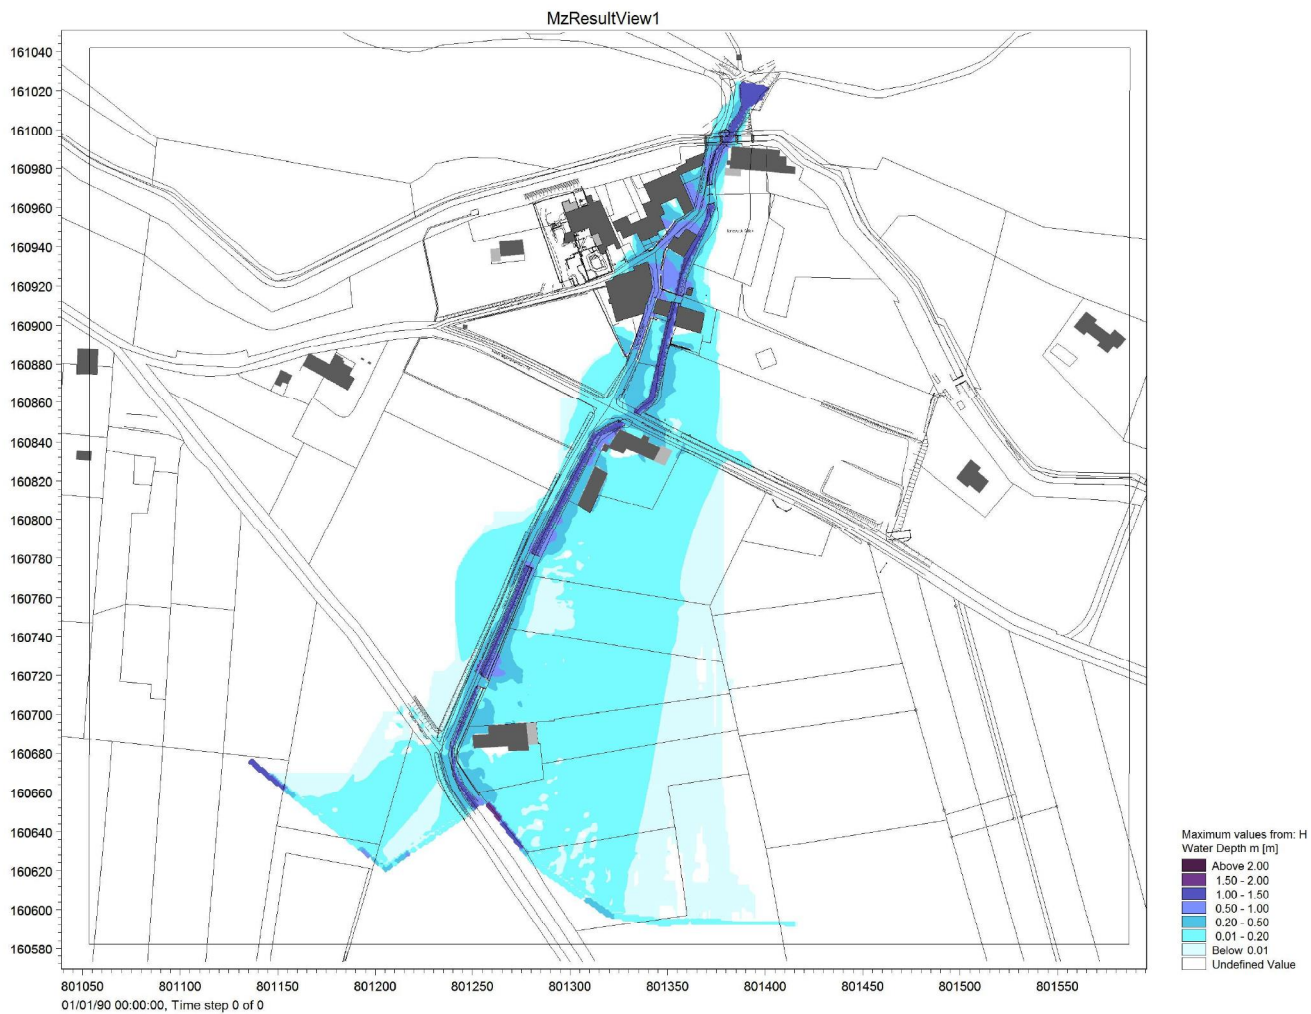 MzResultView1
161040
161020
161000
160980
160960
160940
160920
160900
160880
160860
160840
160820
160800
160780
160760
160740
160720
160700
160680
160660
160640
160620
160600
160580
801050 801100 801150 801200 801250 801300 801350 801400 801450 801500 801550
01/01/90 00:00:00, Time step 0 of 0
Maximum values from: H
Water Depth m [m]
Above 2.00
1.50 - 2.00
1.00 - 1.50
0.50 - 1.00
0.20 - 0.50
0.01 - 0.20
Below 0.01
Undefined Value